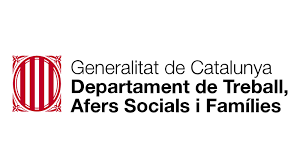 Generalitat de Catalunya
Departament de Treball,
Afers Socials i Famílies